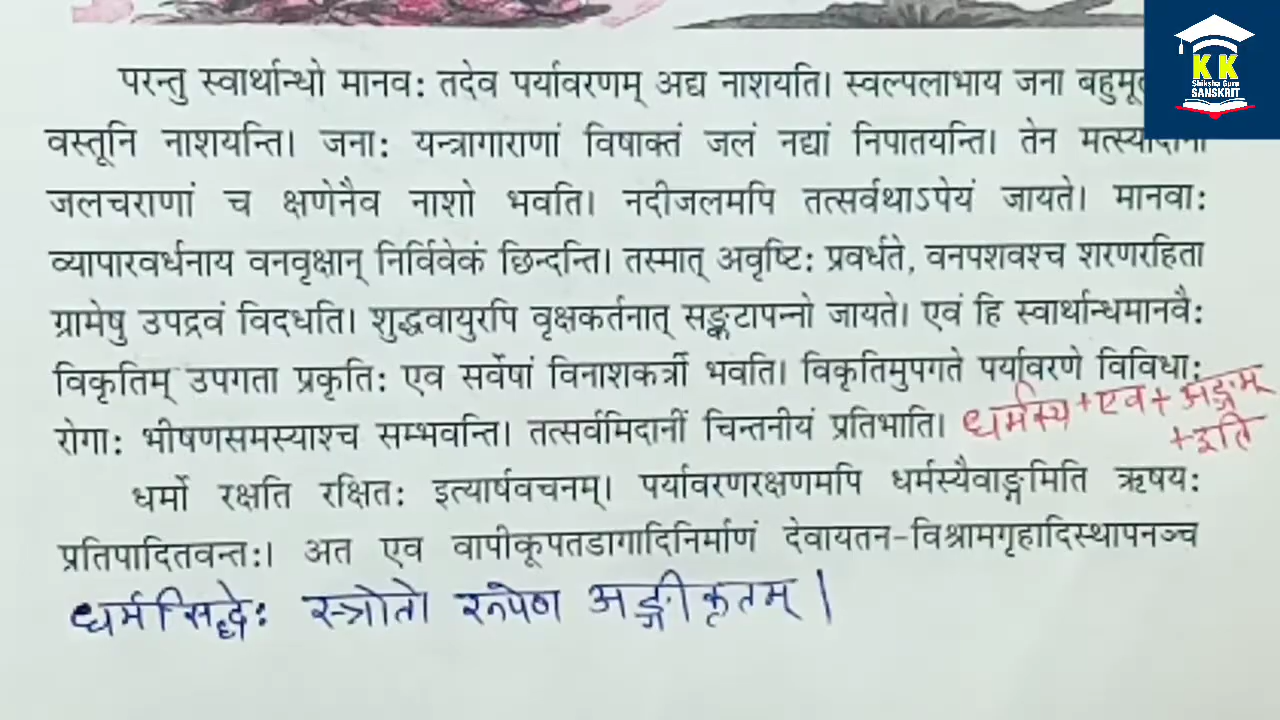 KK
Shiksha Guru
SANSKRIT
परन्तु स्वार्थान्धो मानवः तदेव पर्यावरणम् अद्य नाशयति। स्वल्पलाभाय जना
वस्तूनि नाशयन्ति। जनाः यन्त्रागाराणां विषाक्तं जलं नद्यां निपातयन्ति। तेन मत्स्यादीनां
जलचराणां च क्षणेनैव नाशो भवति। नदीजलमपि तत्सर्वथाऽपेयं जायते। मानवाः
व्यापारवर्धनाय वनवृक्षान् निर्विवेकं छिन्दन्ति। तस्मात् अवृष्टिः प्रवर्धते, वनपशवश्च शरणरहिता
ग्रामेषु उपद्रवं विदधति। शुद्धवायुरपि वृक्षकर्तनात् सङ्कटापन्नो जायते। एवं हि स्वार्थान्धमानवैः
विकृतिम् उपगता प्रकृतिः एव सर्वेषां विनाशकर्त्री भवति। विकृतिमुपगते पर्यावरणे विविधाः
रोगाः भीषणसमस्याश्च सम्भवन्ति। तत्सर्वमिदानीं चिन्तनीयं प्रतिभाति। धर्मस्य + एव + अङ्गम्
+ इति
धर्मो रक्षति रक्षितः इत्यार्षवचनम्। पर्यावरणरक्षणमपि धर्मस्यैवाङ्गमिति ऋषयः
प्रतिपादितवन्तः। अत एव वापीकूपतडागादिनिर्माणं देवायतन-विश्रामगृहादिस्थापनञ्च
धर्मसिद्धेः स्त्रोतो रूपेण अङ्गीकृतम्।